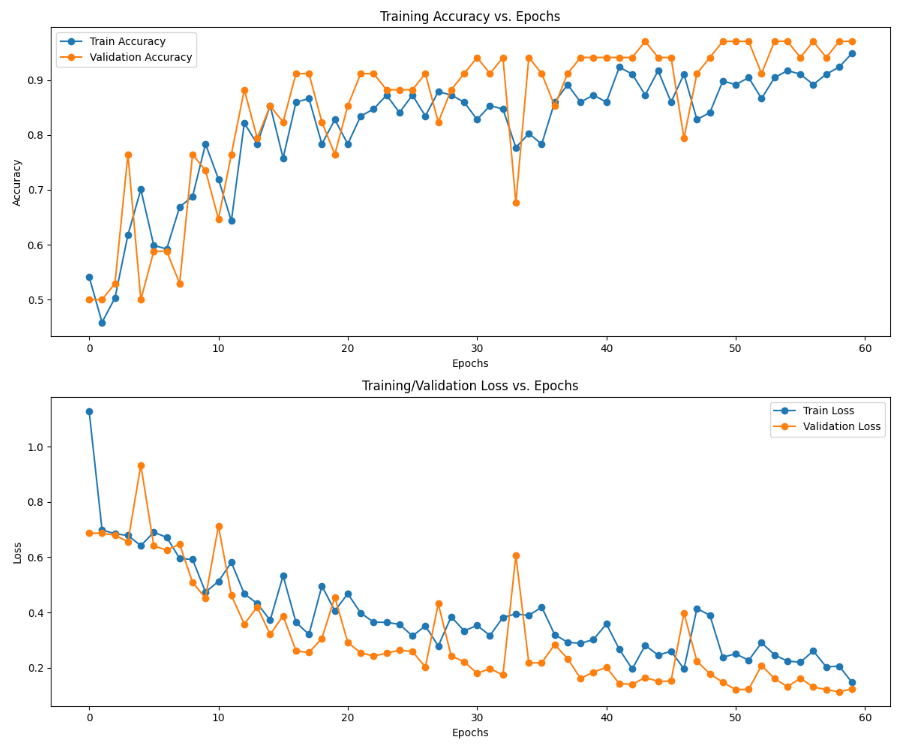 Training Accuracy vs. Epochs
Train Accuracy
Validation Accuracy
Accuracy
0.9
0.8
0.7
0.6
0.5
0 10 20 30 40 50 60
Epochs
Training/Validation Loss vs. Epochs
Train Loss
Validation Loss
Loss
1.0
0.8
0.6
0.4
0.2
0 10 20 30 40 50 60
Epochs